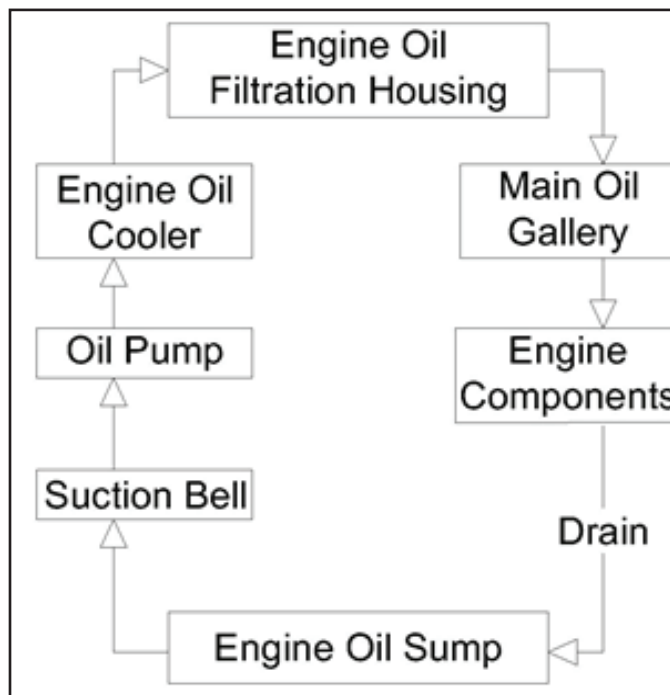 Engine Oil
Filtration Housing
Engine Oil
Cooler
Main Oil
Gallery
Oil Pump
Engine
Components
Suction Bell
Drain
Engine Oil Sump